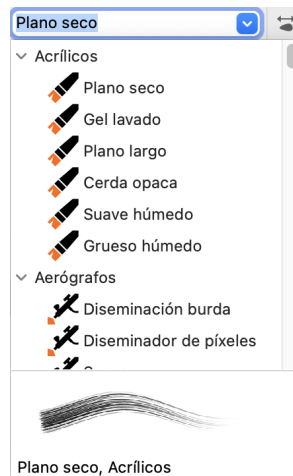 Plano seco
Acrílicos
Plano seco
Gel lavado
Plano largo
Cerda opaca
Suave húmedo
Grueso húmedo
Aerógrafos
Diseminación burda
Diseminador de píxeles
Plano seco, Acrílicos